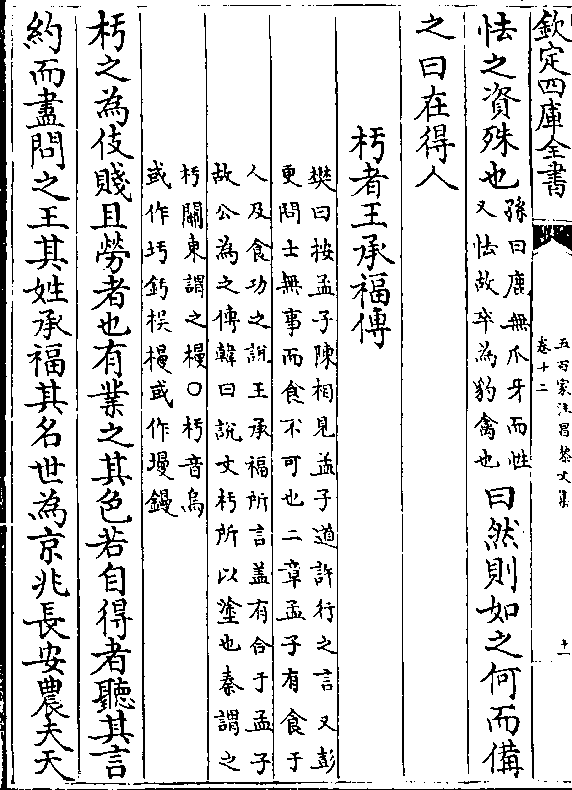 欽定四庫全書
五百家注昌黎文集
卷十二
十一
怯之資殊也孫曰鹿無爪牙而性
又怯故卒為豹禽也曰然則如之何而備
之曰在得人
杇者王承福傳
樊曰按孟子陳相見孟子道許行之言又彭
更問士無事而食不可也二章孟子有食于
人及食功之說王承福所言盖有合于孟子
故公為之傳韓曰說文杇所以塗也秦謂之
杇關東謂之槾〇杇音烏
或作圬釫杇槾或作墁鏝
杇之為伎賤且勞者也有業之其色若自得者聽其言
約而盡問之王其姓承福其名世為京兆長安農夫天